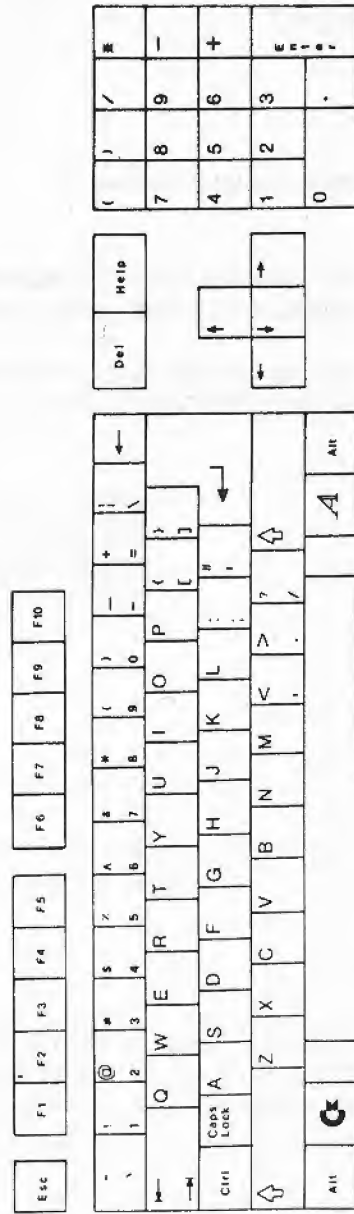 Esc F1 F2 F3 F4 F5 F6 F7 F8 F9 F10
~ ! @ # $ % ^ & * ( ) — + | ← Del Help ( ) / *
` 1 2 3 4 5 6 7 8 9 0 - = \
Q W E R T Y U I O P { } 7 8 9 —
[ ]
Ctrl Caps Lock A S D F G H J K L : " ↑ 4 5 6 +
; '
⇧ Z X C V B N M < > ? ⇧ ← ↓ → 1 2 3 Enter
, . /
Alt A Alt 0 .